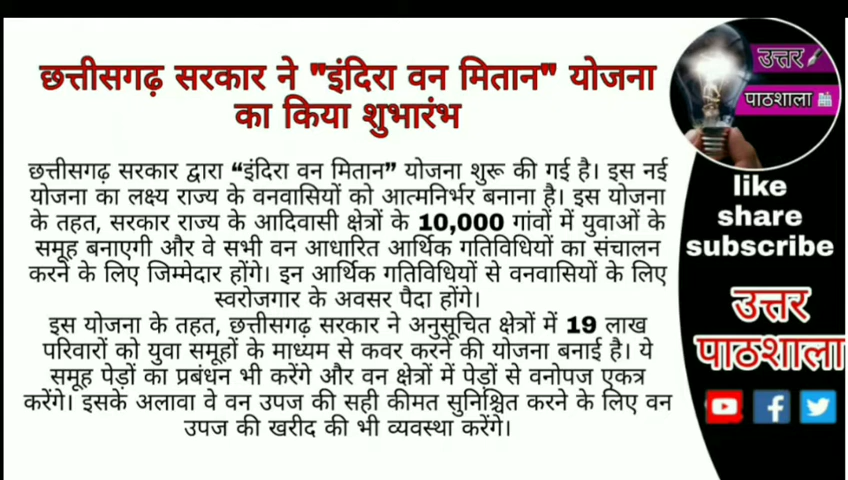 छत्तीसगढ़ सरकार ने "इंदिरा वन मितान" योजना
का किया शुभारंभ
छत्तीसगढ़ सरकार द्वारा “इंदिरा वन मितान” योजना शुरू की गई है। इस नई
योजना का लक्ष्य राज्य के वनवासियों को आत्मनिर्भर बनाना है। इस योजना
के तहत, सरकार राज्य के आदिवासी क्षेत्रों के 10,000 गांवों में युवाओं के
समूह बनाएगी और वे सभी वन आधारित आर्थिक गतिविधियों का संचालन
करने के लिए जिम्मेदार होंगे। इन आर्थिक गतिविधियों से वनवासियों के लिए
स्वरोजगार के अवसर पैदा होंगे।
इस योजना के तहत, छत्तीसगढ़ सरकार ने अनुसूचित क्षेत्रों में 19 लाख
परिवारों को युवा समूहों के माध्यम से कवर करने की योजना बनाई है। ये
समूह पेड़ों का प्रबंधन भी करेंगे और वन क्षेत्रों में पेड़ों से वनोपज एकत्र
करेंगे। इसके अलावा वे वन उपज की सही कीमत सुनिश्चित करने के लिए वन
उपज की खरीद की भी व्यवस्था करेंगे।
उत्तर
पाठशाला
like
share
subscribe
उत्तर
पाठशाला